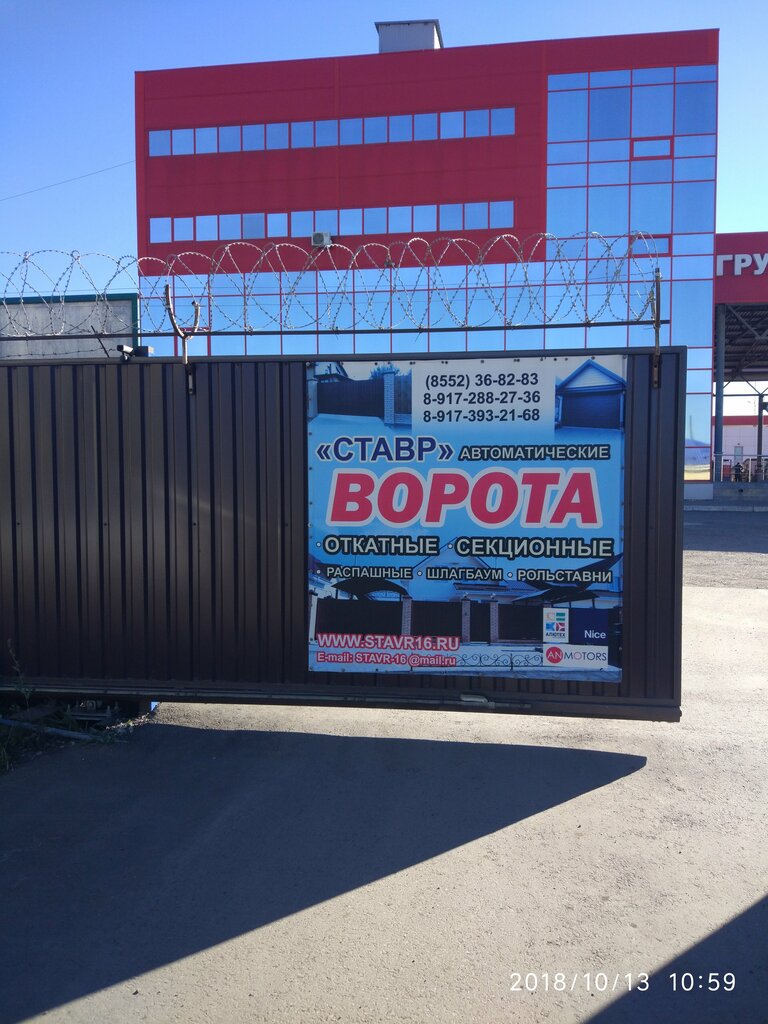 ГРУ
(8552) 36-82-83
8-917-288-27-36
8-917-393-21-68
«СТАВР» АВТОМАТИЧЕСКИЕ
ВОРОТА
· ОТКАТНЫЕ · СЕКЦИОННЫЕ
· РАСПАШНЫЕ · ШЛАГБАУМ · РОЛЬСТАВНИ
АЛЮТЕХ
Nice
WWW.STAVR16.RU
AN MOTORS
E-mail: STAVR-16 @mail.ru
2018/10/13 10:59